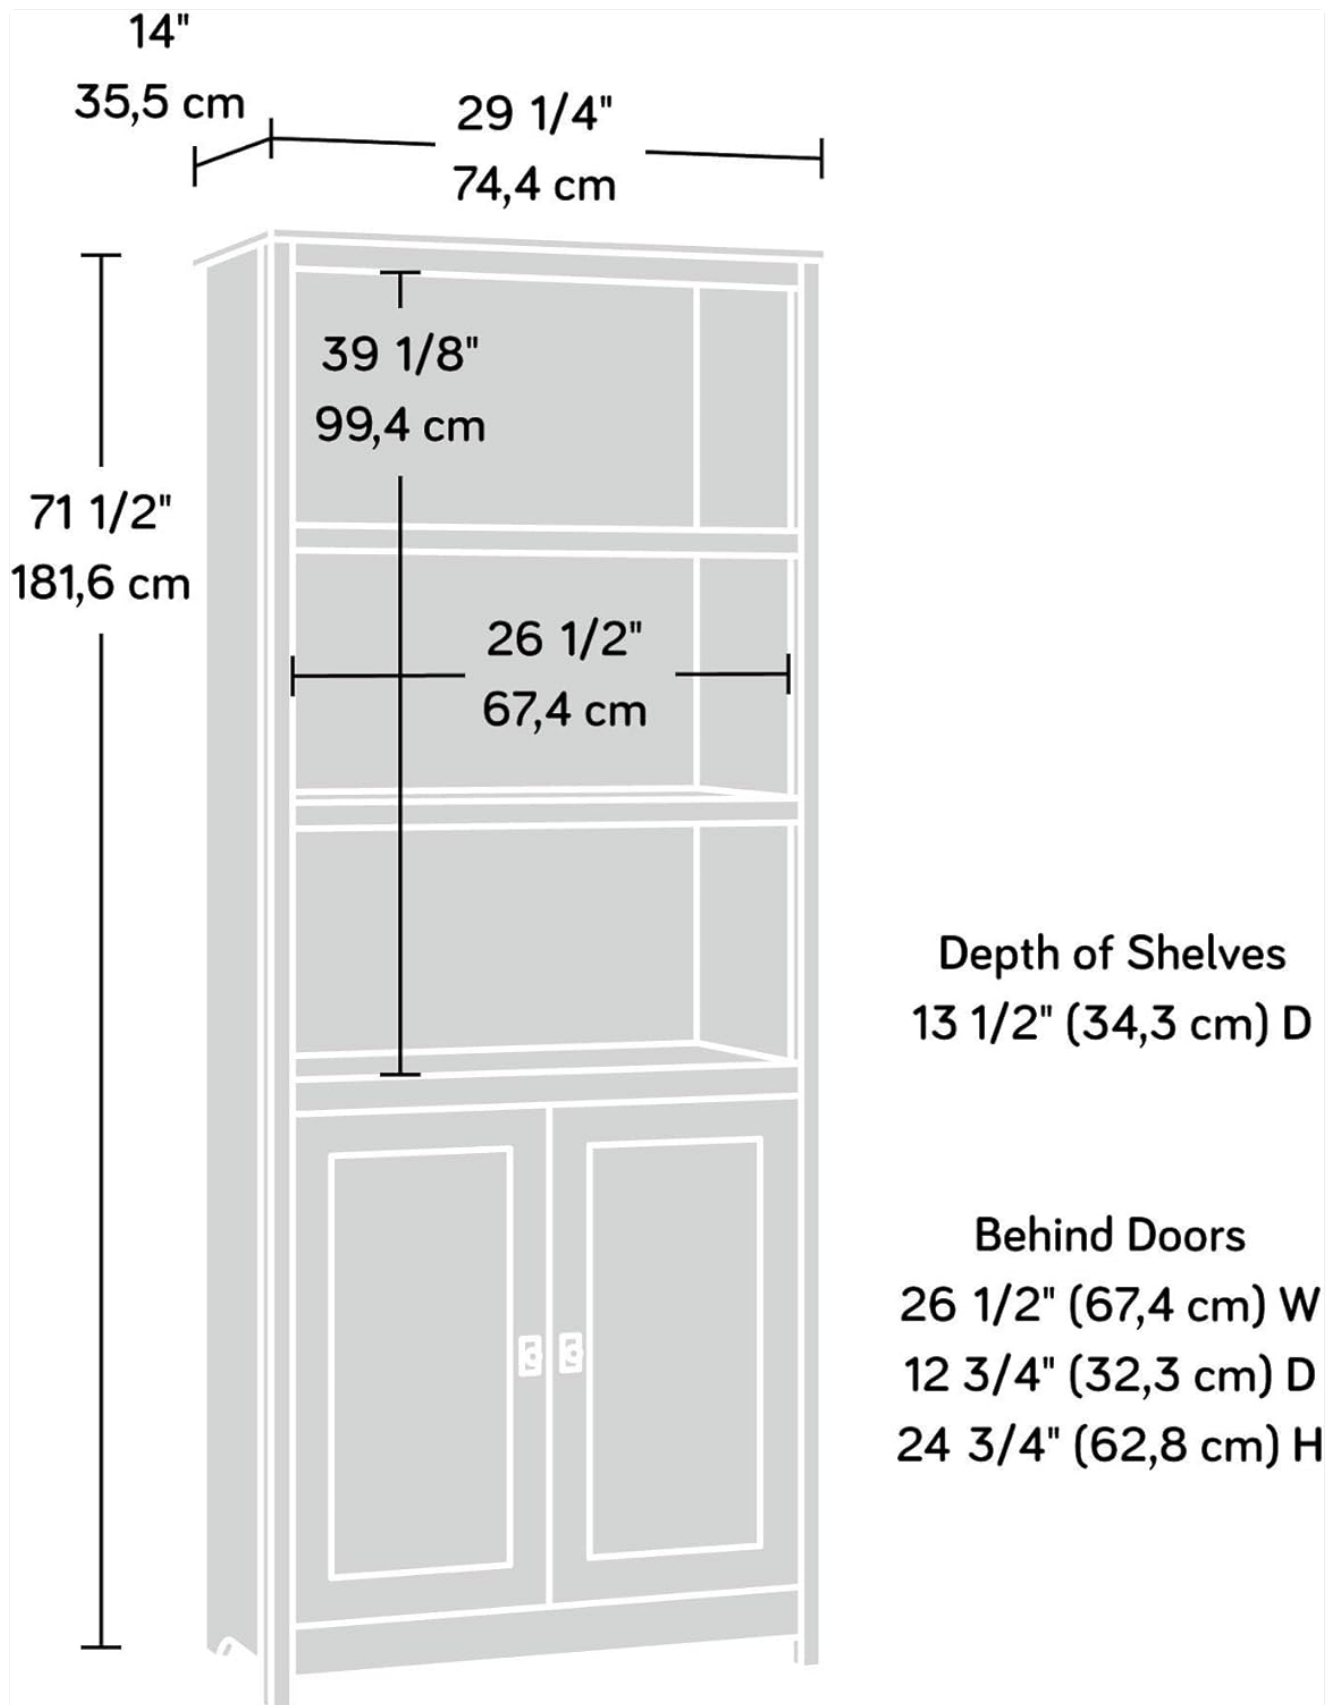 14"
35,5 cm
29 1/4"
74,4 cm
39 1/8"
99,4 cm
71 1/2"
181,6 cm
26 1/2"
67,4 cm
Depth of Shelves
13 1/2" (34,3 cm) D
Behind Doors
26 1/2" (67,4 cm) W
12 3/4" (32,3 cm) D
24 3/4" (62,8 cm) H